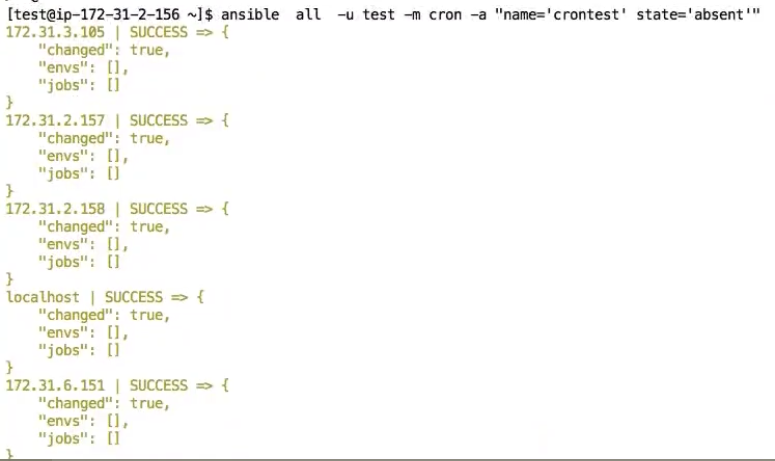 [test@ip-172-31-2-156 ~]$ ansible  all  -u test -m cron -a "name='crontest' state='absent'"
172.31.3.105 | SUCCESS => {
    "changed": true,
    "envs": [],
    "jobs": []
}
172.31.2.157 | SUCCESS => {
    "changed": true,
    "envs": [],
    "jobs": []
}
172.31.2.158 | SUCCESS => {
    "changed": true,
    "envs": [],
    "jobs": []
}
localhost | SUCCESS => {
    "changed": true,
    "envs": [],
    "jobs": []
}
172.31.6.151 | SUCCESS => {
    "changed": true,
    "envs": [],
    "jobs": []
}